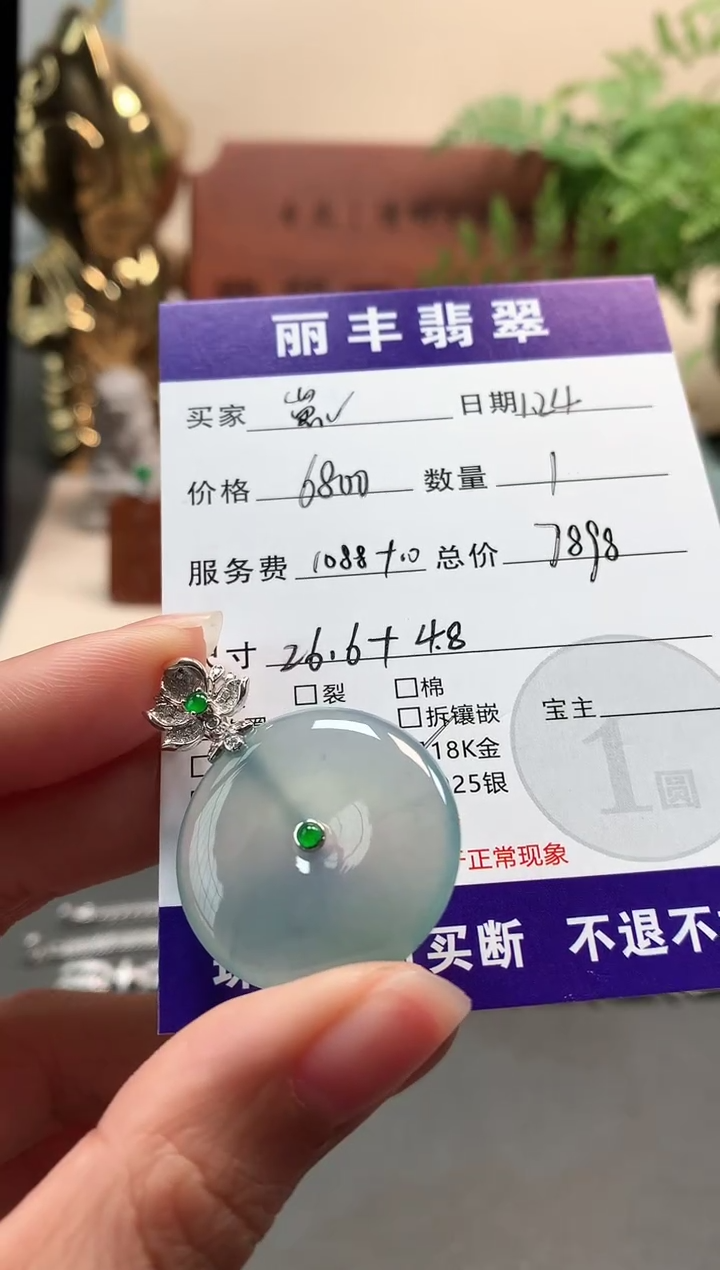 丽丰翡翠
买家 日期 1.24
价格 6800 数量 1
服务费 1088+10 总价 7898
寸 26.6+4.8
□裂 □棉
□拆镶嵌 宝主
18K金
25银
1圆
正常现象
买断 不退不